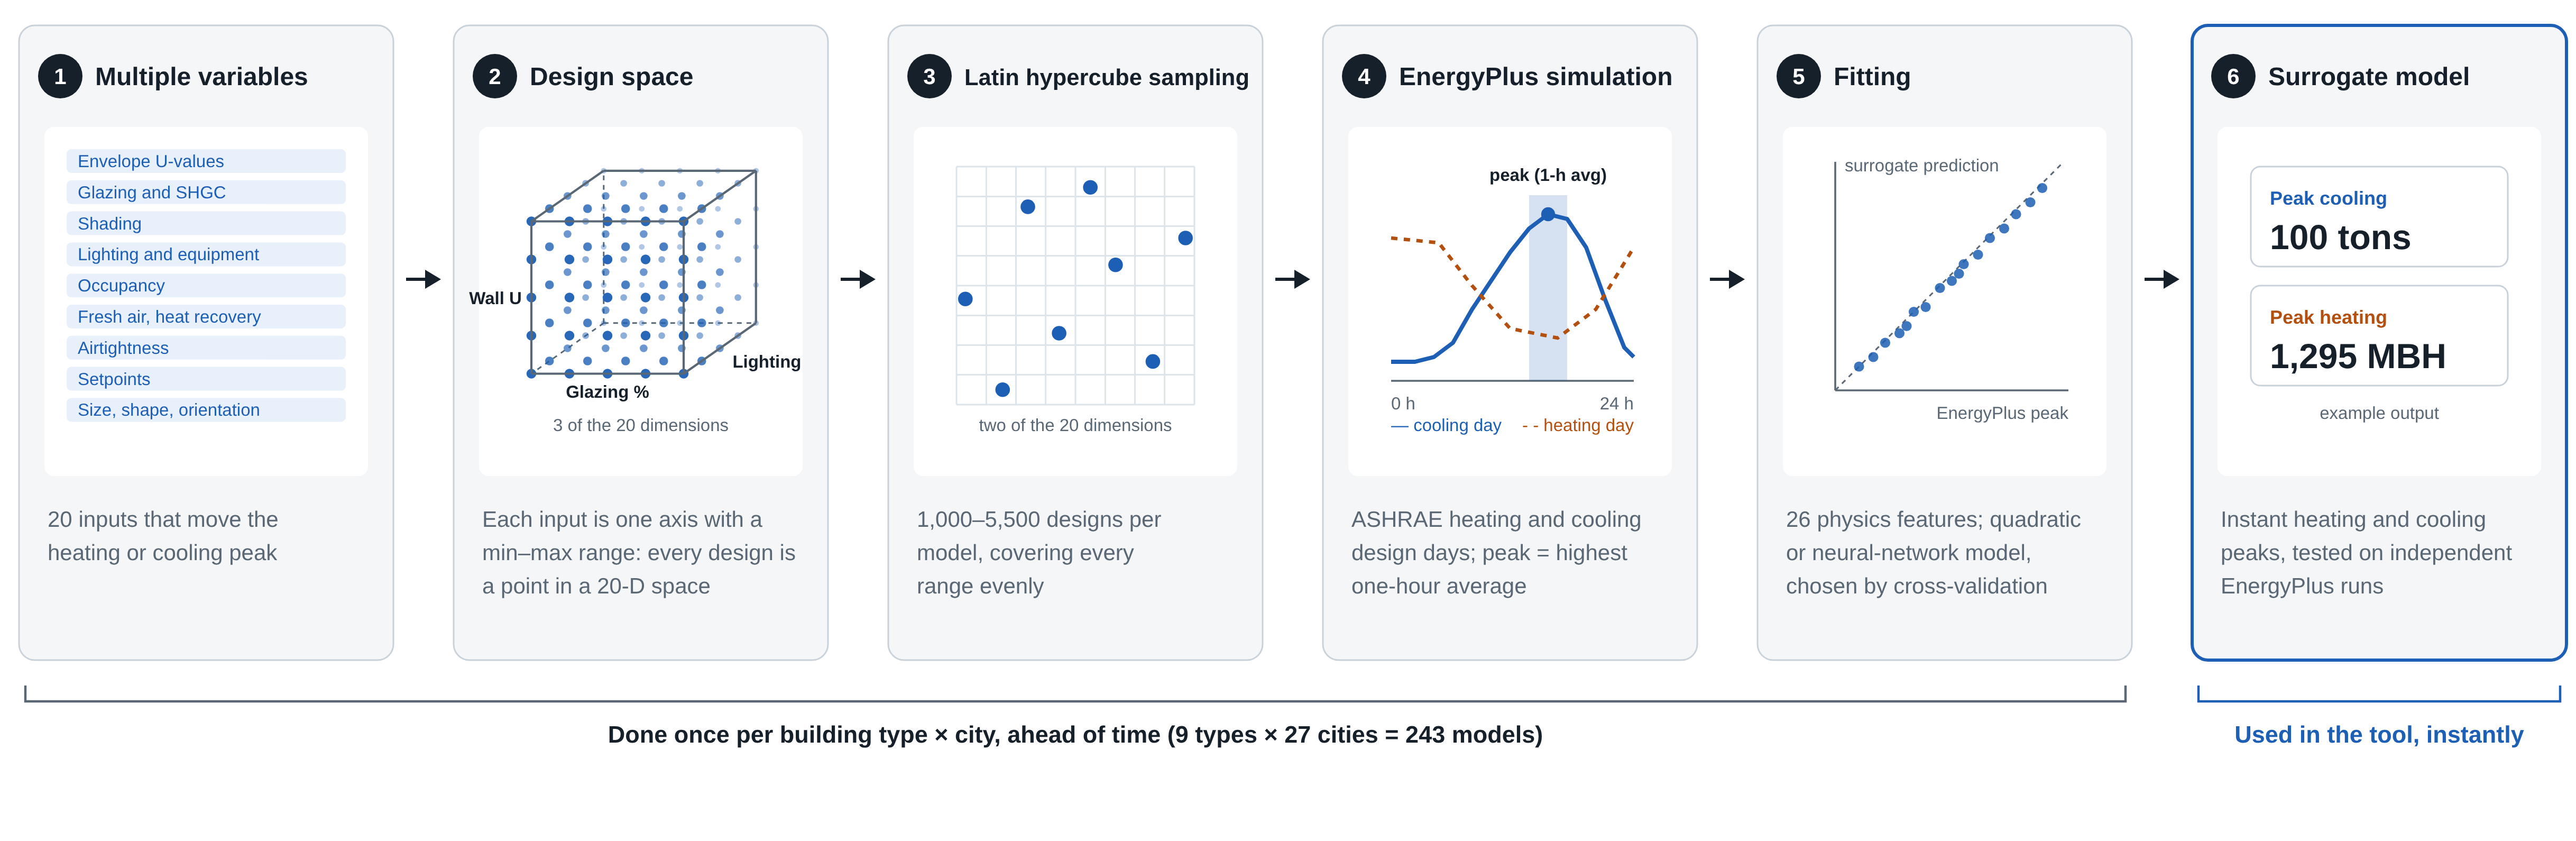 1 Multiple variables
Envelope U-values
Glazing and SHGC
Shading
Lighting and equipment
Occupancy
Fresh air, heat recovery
Airtightness
Setpoints
Size, shape, orientation
20 inputs that move the
heating or cooling peak
2 Design space
Wall U
Lighting
Glazing %
3 of the 20 dimensions
Each input is one axis with a
min–max range: every design is
a point in a 20-D space
3 Latin hypercube sampling
two of the 20 dimensions
1,000–5,500 designs per
model, covering every
range evenly
4 EnergyPlus simulation
peak (1-h avg)
0 h 24 h
— cooling day - - heating day
ASHRAE heating and cooling
design days; peak = highest
one-hour average
5 Fitting
surrogate prediction
EnergyPlus peak
26 physics features; quadratic
or neural-network model,
chosen by cross-validation
6 Surrogate model
Peak cooling
100 tons
Peak heating
1,295 MBH
example output
Instant heating and cooling
peaks, tested on independent
EnergyPlus runs
Done once per building type × city, ahead of time (9 types × 27 cities = 243 models)
Used in the tool, instantly